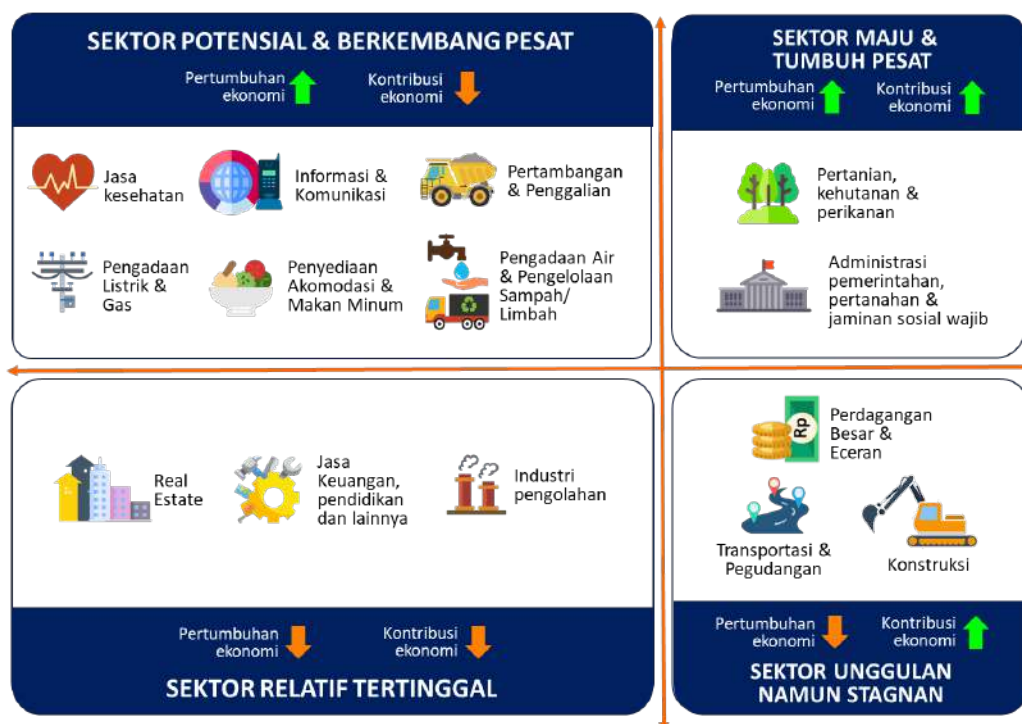 SEKTOR POTENSIAL & BERKEMBANG PESAT
Pertumbuhan
ekonomi
Kontribusi
ekonomi
Jasa
kesehatan
Informasi &
Komunikasi
Pertambangan
& Penggalian
Pengadaan
Listrik &
Gas
Penyediaan
Akomodasi &
Makan Minum
Pengadaan Air
& Pengelolaan
Sampah/
Limbah
SEKTOR MAJU &
TUMBUH PESAT
Pertumbuhan
ekonomi
Kontribusi
ekonomi
Pertanian,
kehutanan &
perikanan
Administrasi
pemerintahan,
pertanahan &
jaminan sosial wajib
Real
Estate
Jasa
Keuangan,
pendidikan
dan lainnya
Industri
pengolahan
Pertumbuhan
ekonomi
Kontribusi
ekonomi
SEKTOR RELATIF TERTINGGAL
Rp
Perdagangan
Besar &
Eceran
Transportasi &
Pegudangan
Konstruksi
Pertumbuhan
ekonomi
Kontribusi
ekonomi
SEKTOR UNGGULAN
NAMUN STAGNAN